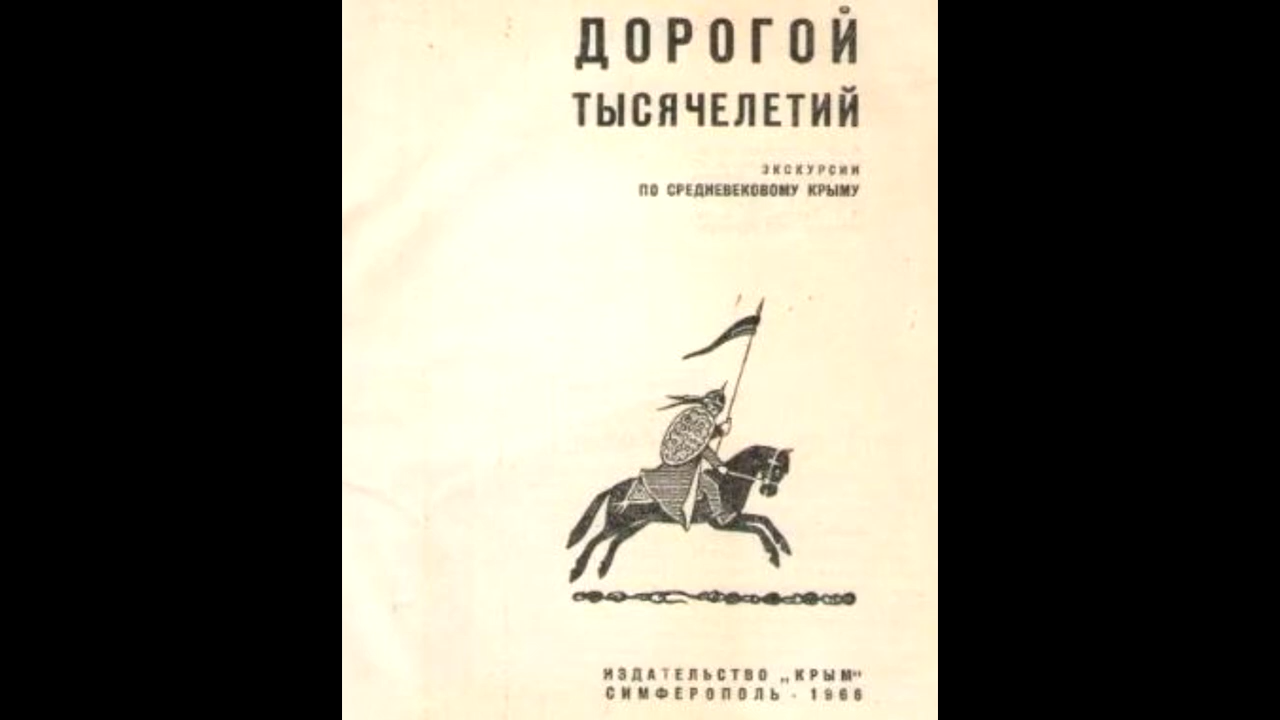 ДОРОГОЙ
ТЫСЯЧЕЛЕТИЙ
ЭКСКУРСИИ
ПО СРЕДНЕВЕКОВОМУ КРЫМУ
ИЗДАТЕЛЬСТВО „КРЫМ“
СИМФЕРОПОЛЬ - 1966